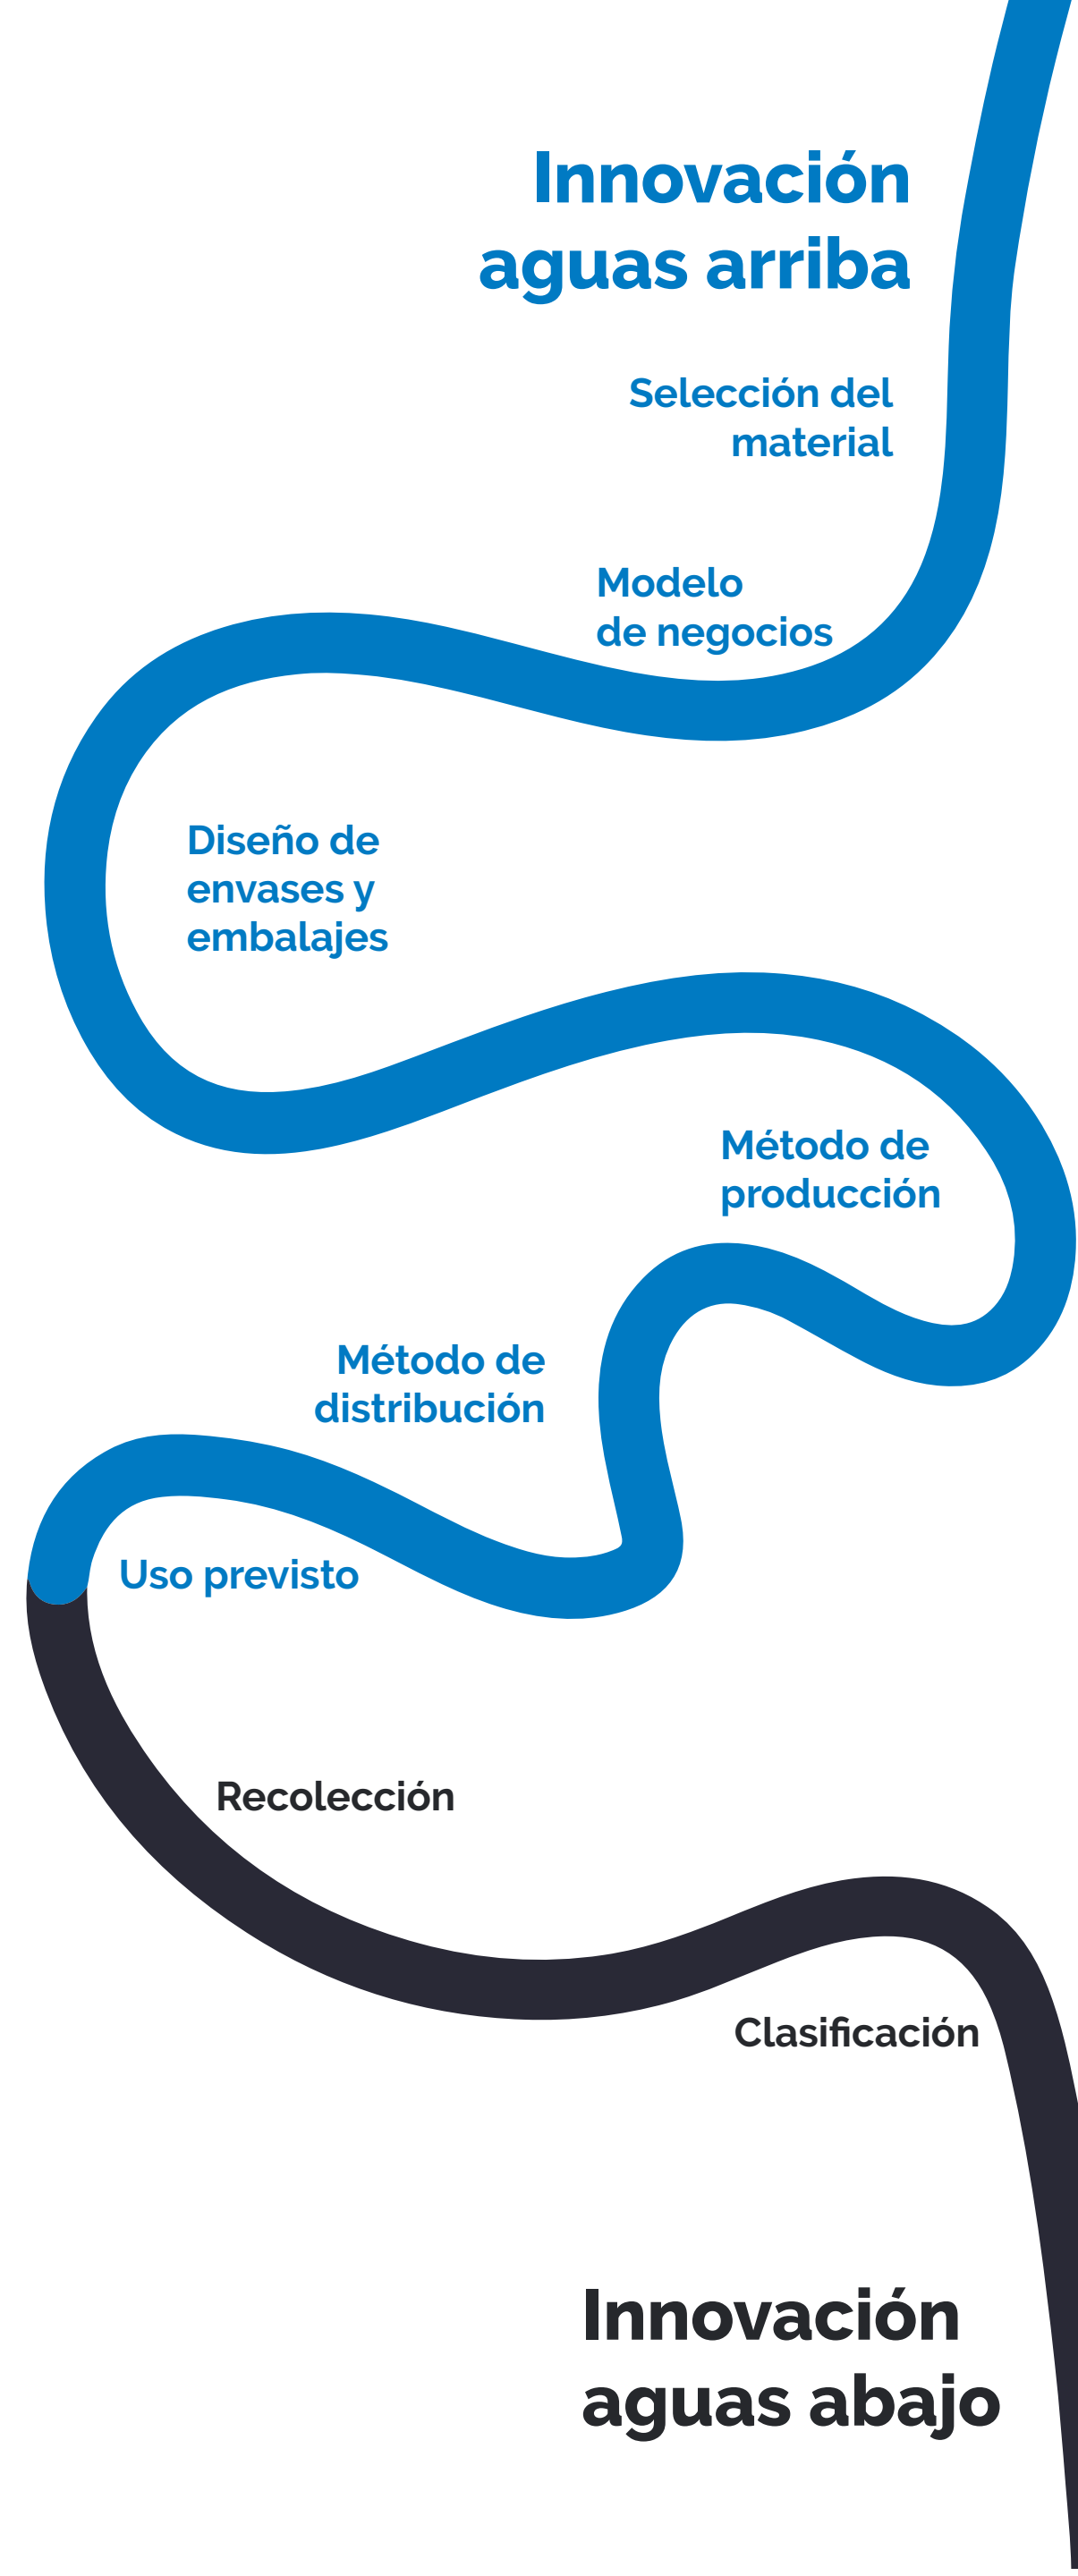 Innovación
aguas arriba
Selección del
material
Modelo
de negocios
Diseño de
envases y
embalajes
Método de
producción
Método de
distribución
Uso previsto
Recolección
Clasificación
Innovación
aguas abajo